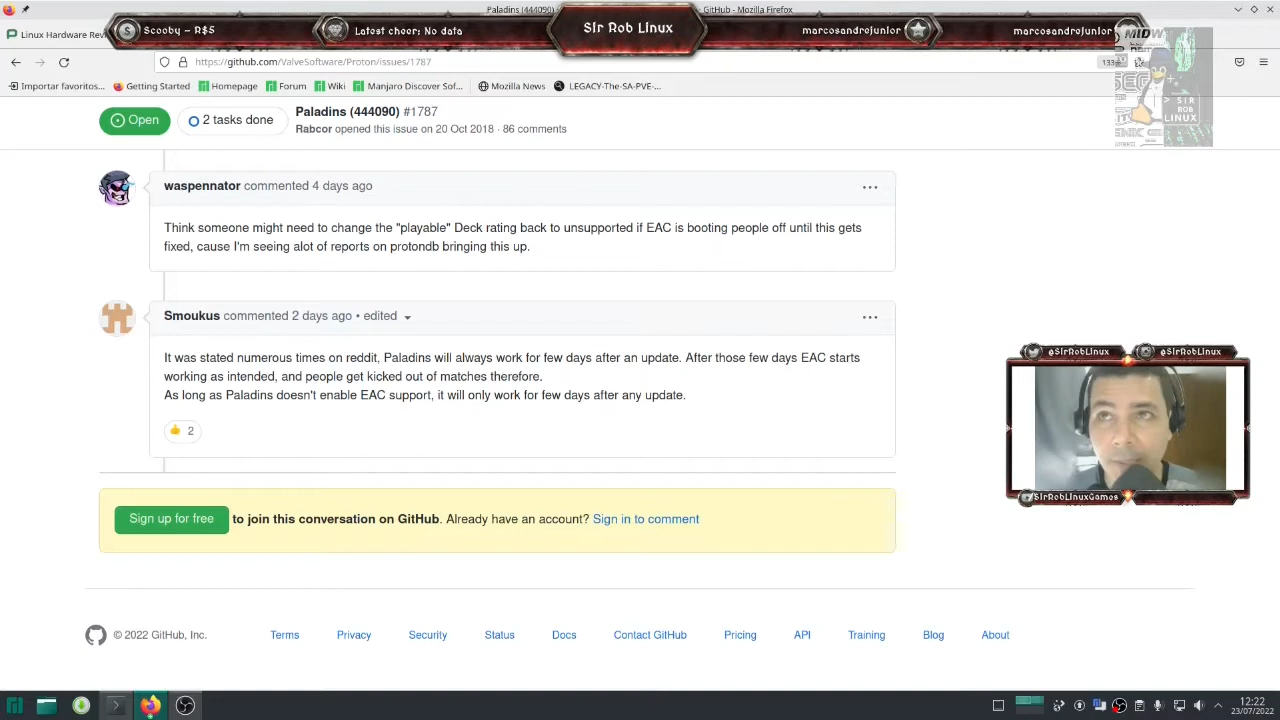 Paladins (444090)
GitHub - Mozilla Firefox
Scooby - R$5
Latest cheer: No data
Sir Rob Linux
marcosandrejunior
marcosandrejunior
Linux Hardware Rev
https://github.com/ValveSoftware/Proton/issues/1787
133%
MIDW
Importar favoritos...
Getting Started
Homepage
Forum
Wiki
Manjaro Discover Sof...
Mozilla News
LEGACY-The-SA-PVE-...
> SIR
ROB
LINUX
Open
2 tasks done
Paladins (444090) #1787
Rabcor opened this issue on 20 Oct 2018 · 86 comments
waspennator commented 4 days ago
Think someone might need to change the "playable" Deck rating back to unsupported if EAC is booting people off until this gets
fixed, cause I'm seeing alot of reports on protondb bringing this up.
Smoukus commented 2 days ago • edited
It was stated numerous times on reddit, Paladins will always work for few days after an update. After those few days EAC starts
working as intended, and people get kicked out of matches therefore.
As long as Paladins doesn't enable EAC support, it will only work for few days after any update.
2
@SirRobLinux
@SirRobLinux
SirRobLinuxGames
Sign up for free to join this conversation on GitHub. Already have an account? Sign in to comment
© 2022 GitHub, Inc.
Terms
Privacy
Security
Status
Docs
Contact GitHub
Pricing
API
Training
Blog
About
12:22
23/07/2022